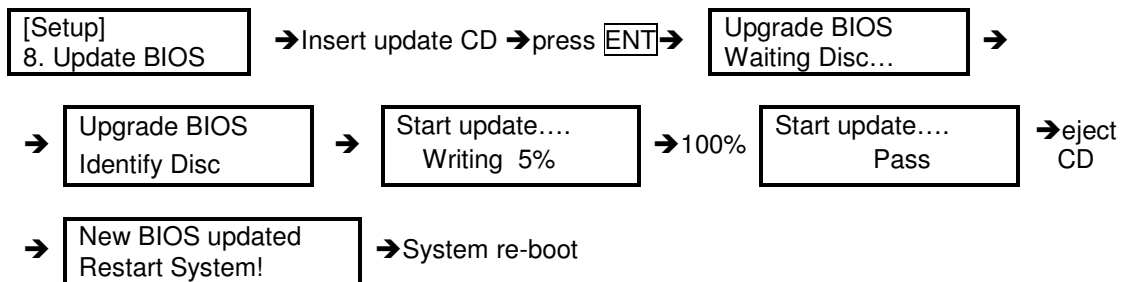 [Setup]
8. Update BIOS
➔Insert update CD ➔press ENT➔
Upgrade BIOS
Waiting Disc…
➔
➔
Upgrade BIOS
Identify Disc
➔
Start update….
Writing 5%
➔100%
Start update….
Pass
➔eject
CD
➔
New BIOS updated
Restart System!
➔System re-boot